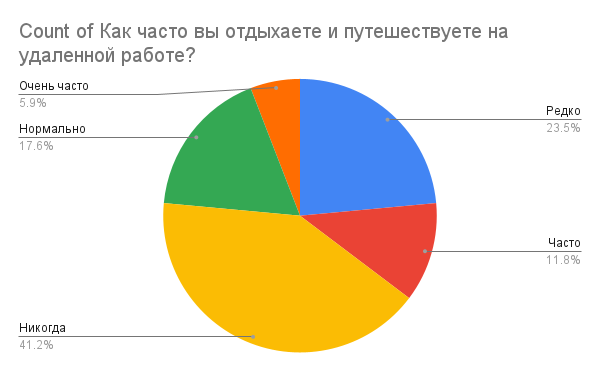 Count of Как часто вы отдыхаете и путешествуете на
удаленной работе?
Очень часто
5.9%
Нормально
17.6%
Никогда
41.2%
Редко
23.5%
Часто
11.8%